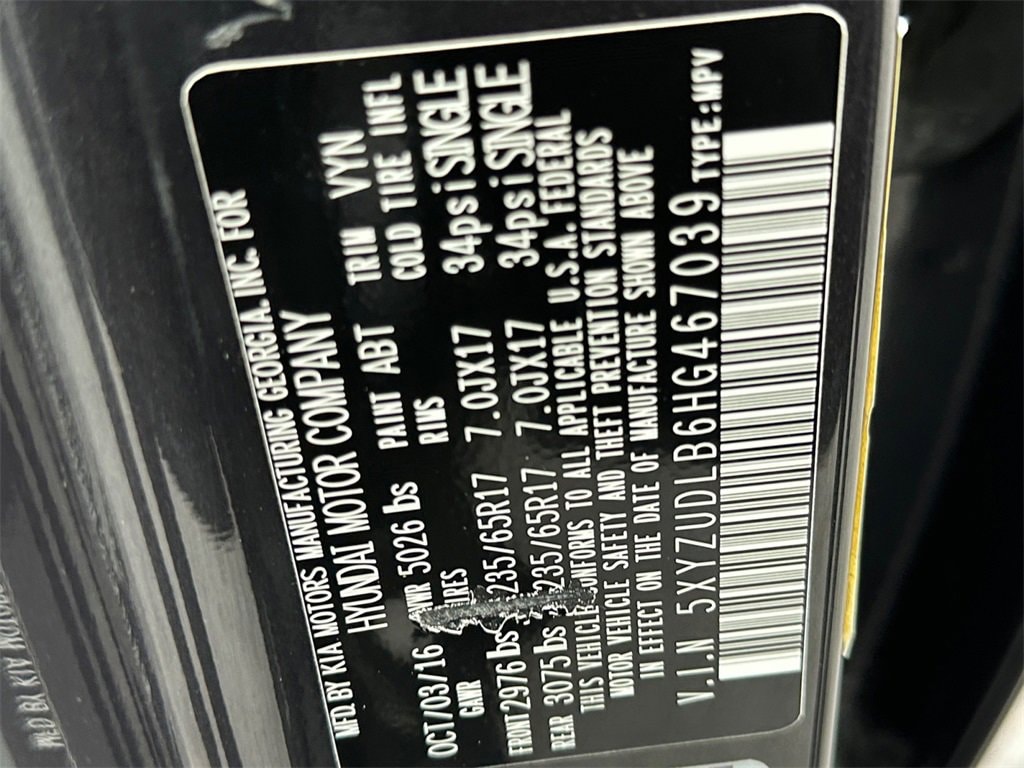 MFD. BY KIA MOTORS MANUFACTURING GEORGIA. INC. FOR
HYUNDAI MOTOR COMPANY
OCT/03/16 GVWR 5026 lbs PAINT ABT TRIM VYN
GAWR TIRES RIMS COLD TIRE INFL
FRONT 2976 lbs 235/65R17 7.0JX17 34psi SINGLE
REAR 3075 lbs 235/65R17 7.0JX17 34psi SINGLE
THIS VEHICLE CONFORMS TO ALL APPLICABLE U.S.A. FEDERAL
MOTOR VEHICLE SAFETY AND THEFT PREVENTION STANDARDS
IN EFFECT ON THE DATE OF MANUFACTURE SHOWN ABOVE
V.I.N 5XYZUDLB6HG467039 TYPE:MPV